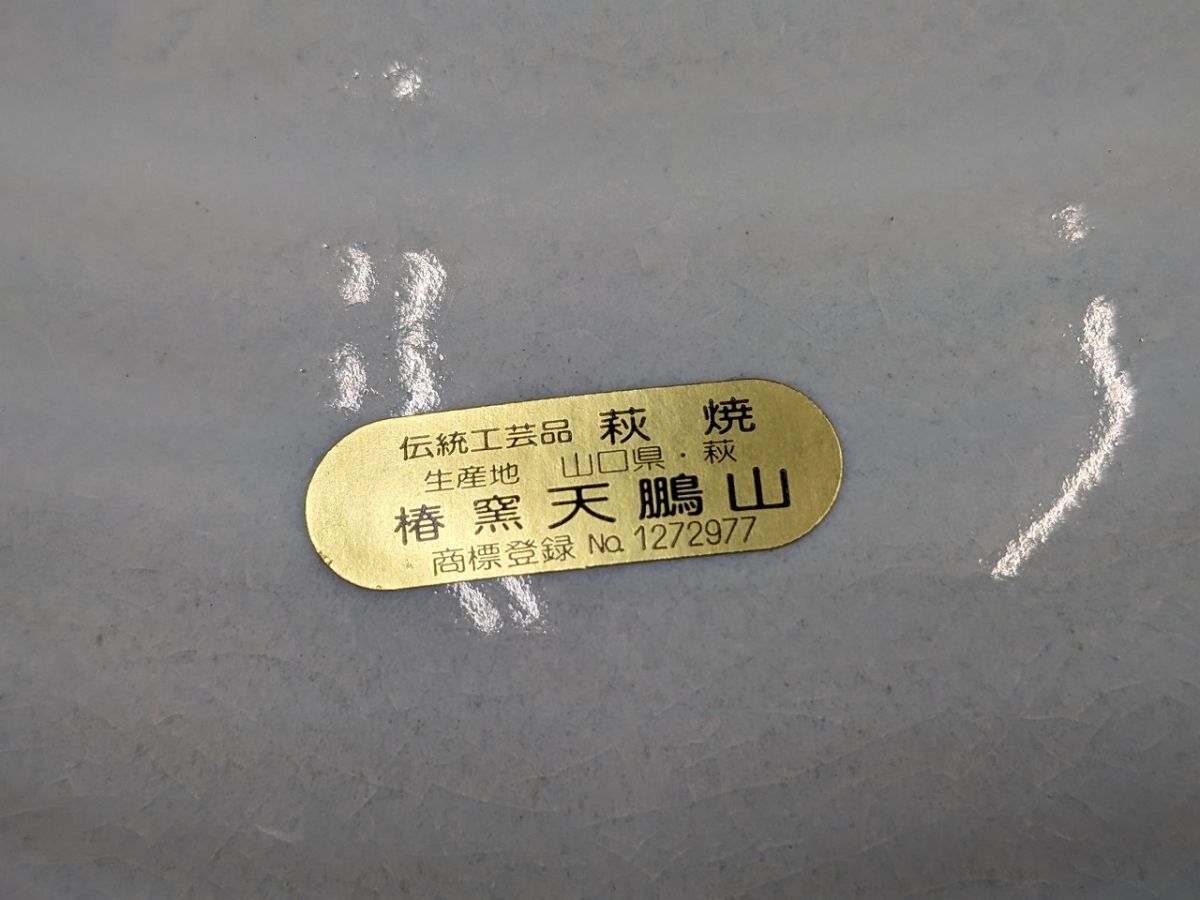 伝統工芸品 萩焼
生産地 山口県・萩
椿窯天鵬山
商標登録 No. 1272977